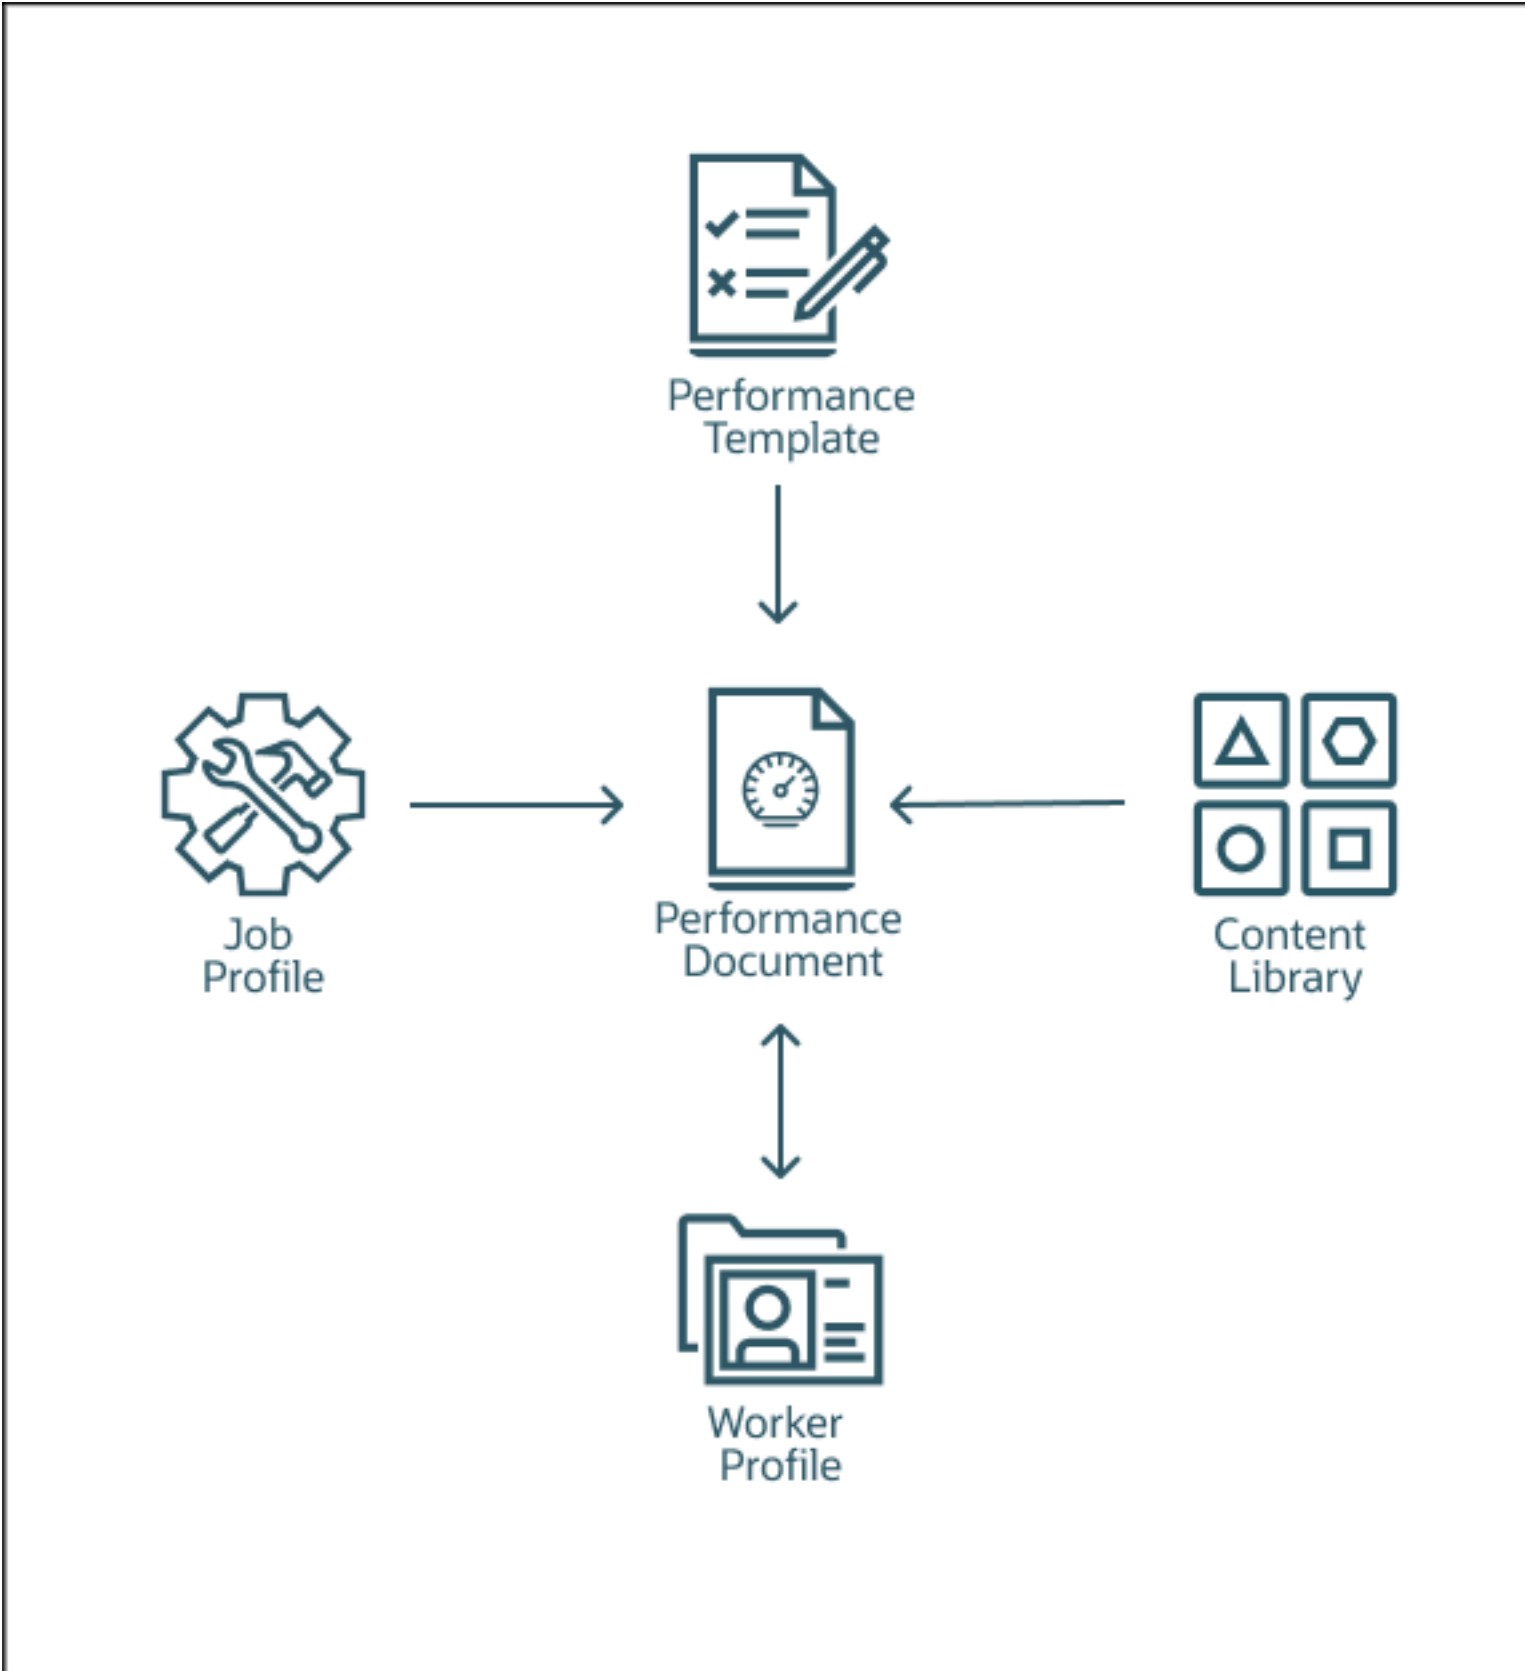 Performance
Template
Job
Profile
Performance
Document
Content
Library
Worker
Profile